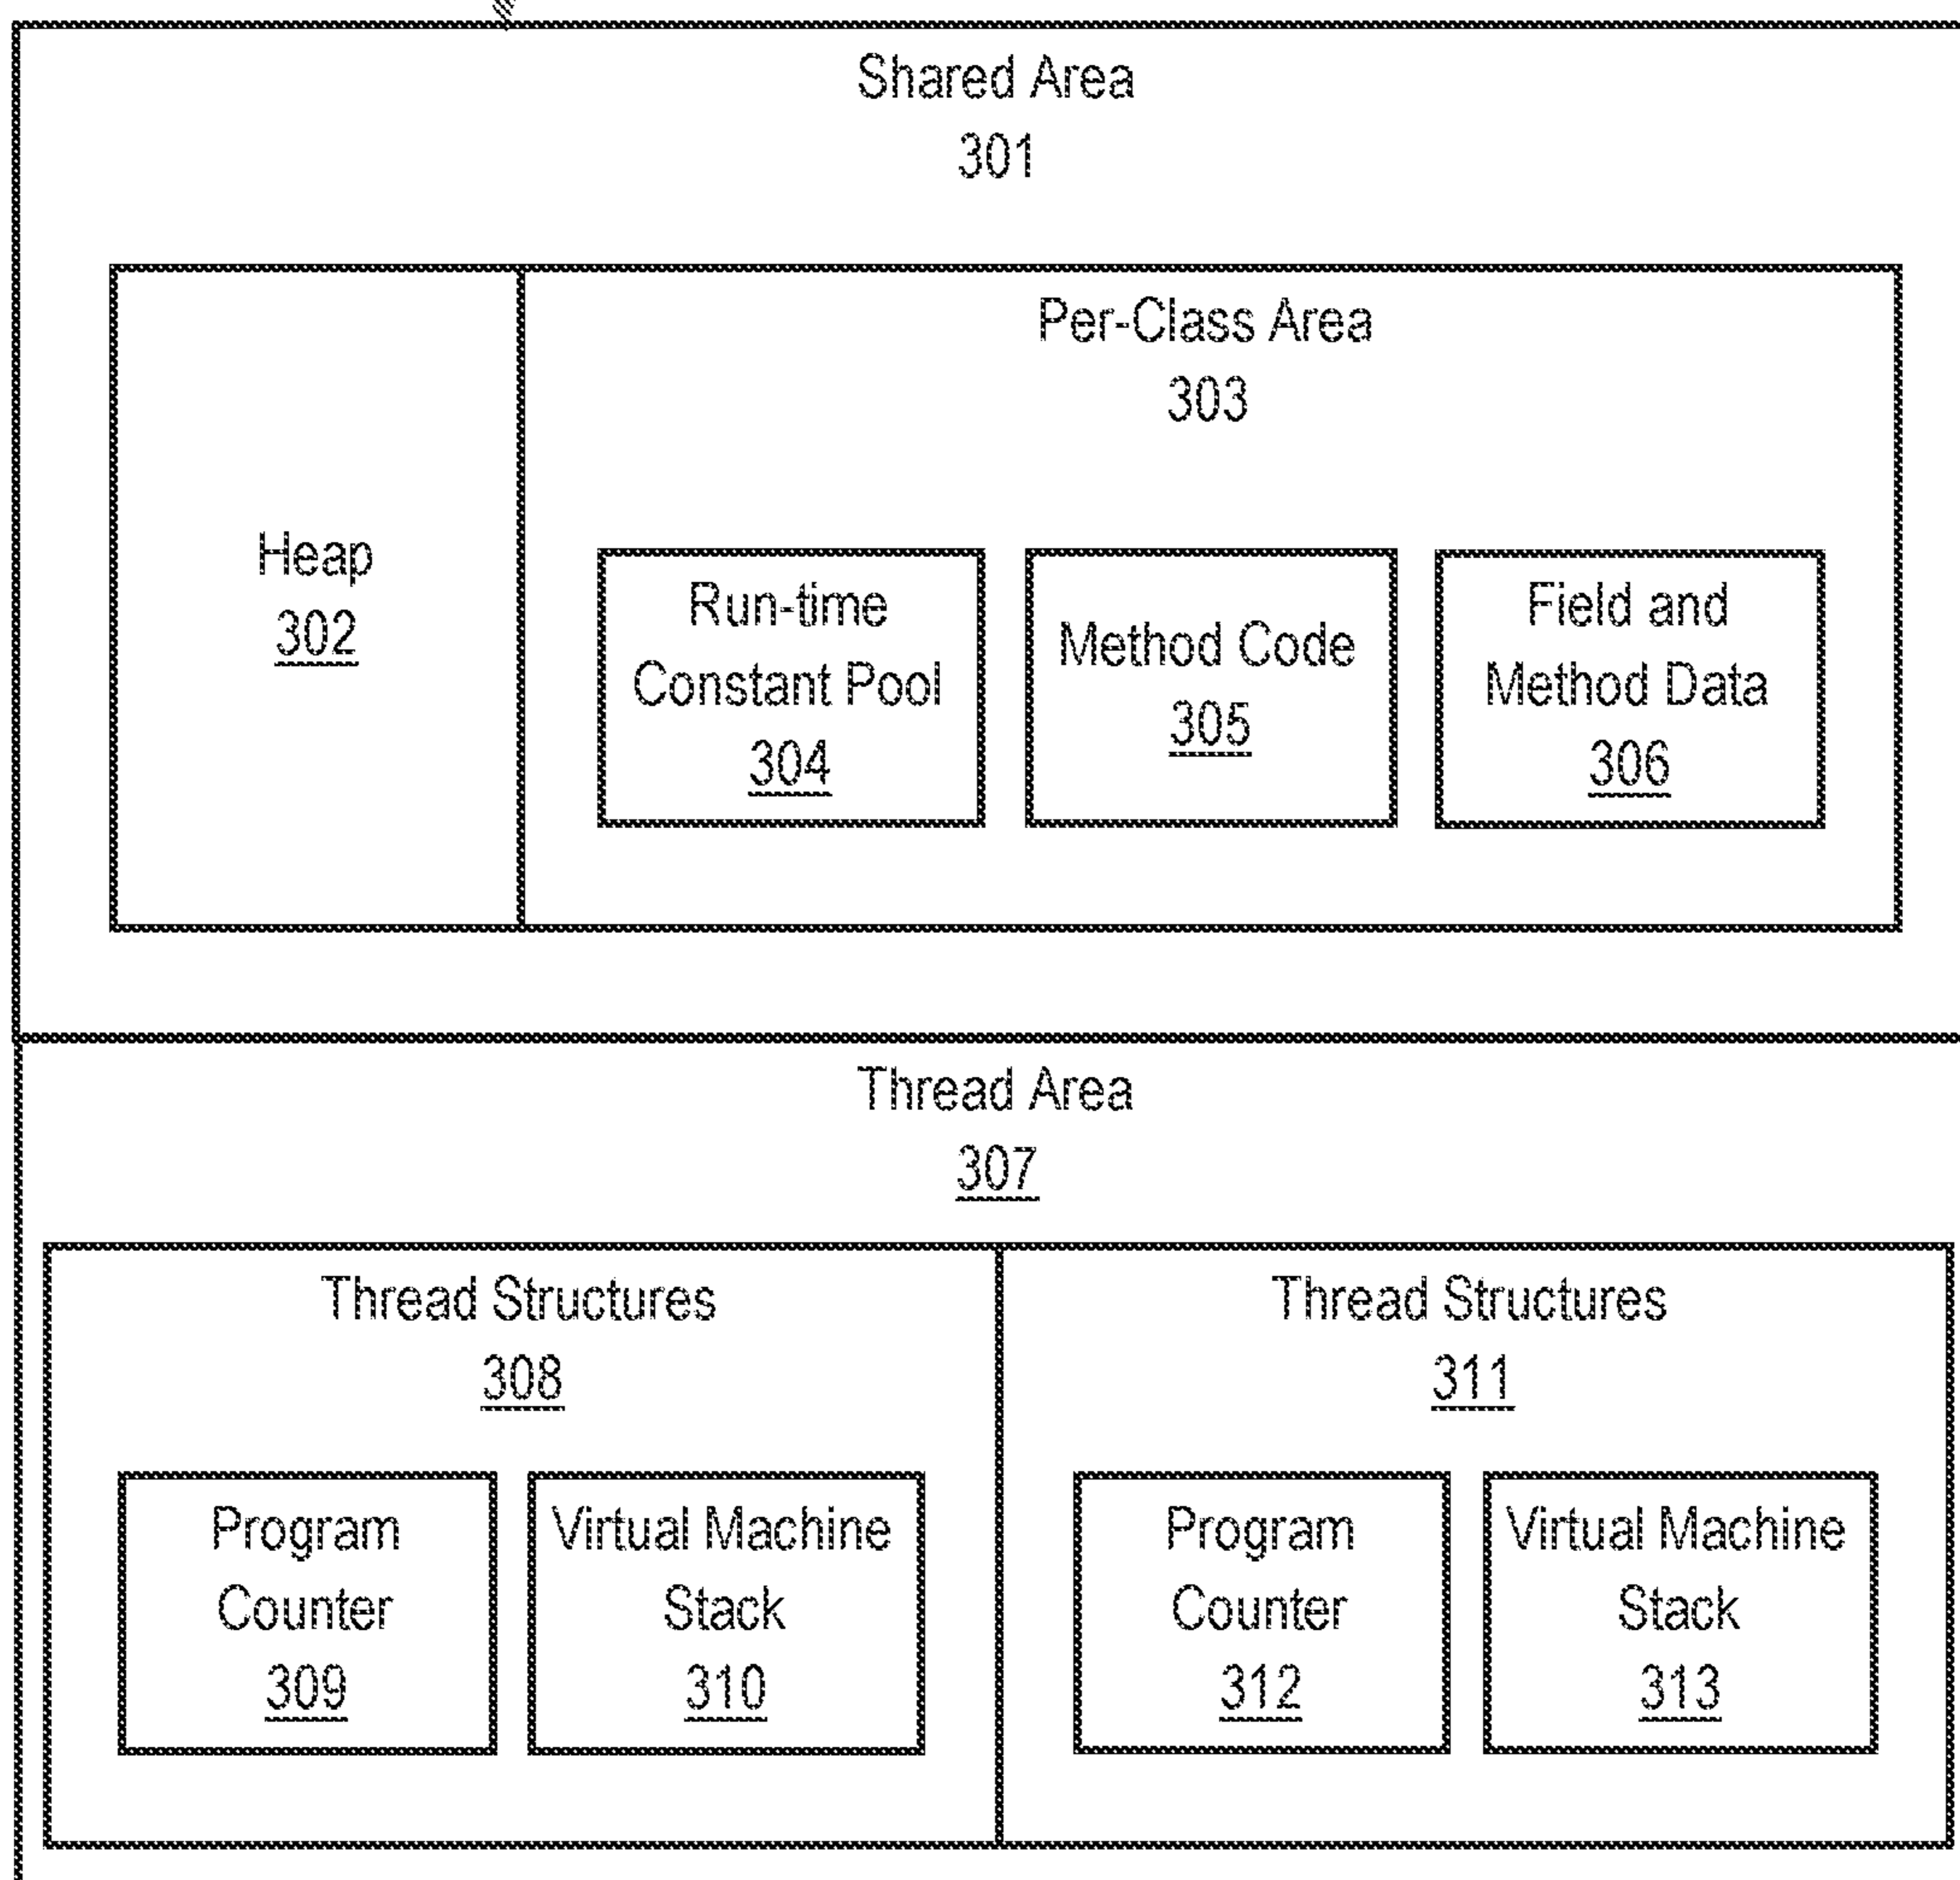 Shared Area
301
Per-Class Area
303
Heap
302
Run-time
Constant Pool
304
Method Code
305
Field and
Method Data
306
Thread Area
307
Thread Structures
308
Program
Counter
309
Virtual Machine
Stack
310
Thread Structures
311
Program
Counter
312
Virtual Machine
Stack
313